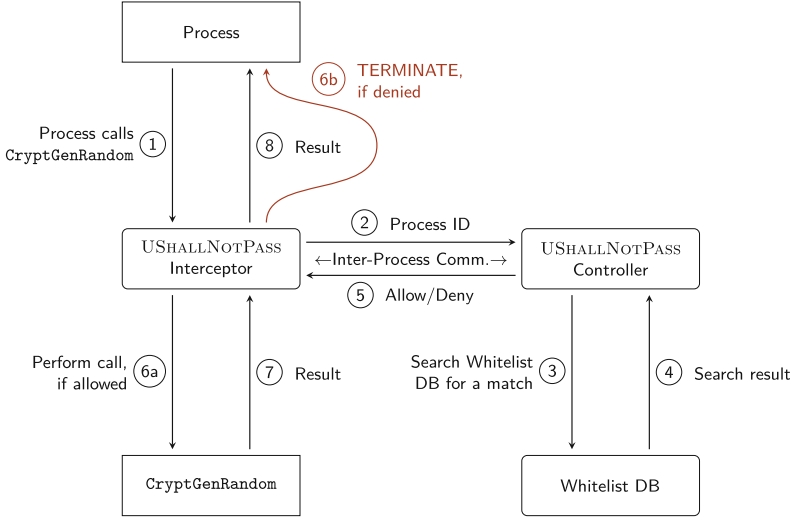 Process
6b
TERMINATE,
if denied
Process calls
CryptGenRandom
1
8
Result
2
Process ID
USHALLNOTPASS
Interceptor
←Inter-Process Comm.→
USHALLNOTPASS
Controller
5
Allow/Deny
Perform call,
if allowed
6a
7
Result
Search Whitelist
DB for a match
3
4
Search result
CryptGenRandom
Whitelist DB